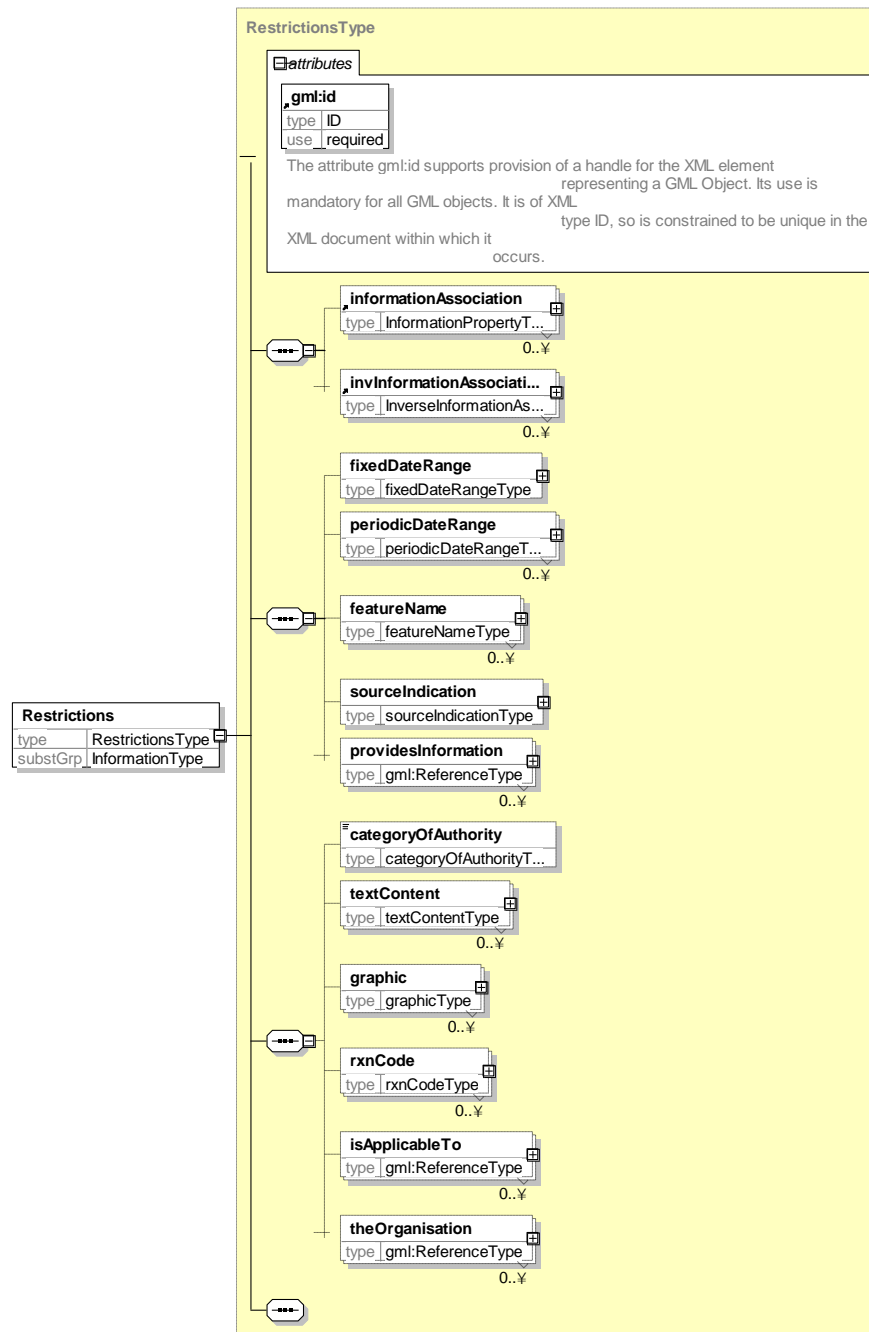 RestrictionsType
attributes
gml:id
type ID
use required
The attribute gml:id supports provision of a handle for the XML element
representing a GML Object. Its use is
mandatory for all GML objects. It is of XML
type ID, so is constrained to be unique in the
XML document within which it
occurs.
informationAssociation
type InformationPropertyT...
0..¥
invInformationAssociati...
type InverseInformationAs...
0..¥
fixedDateRange
type fixedDateRangeType
periodicDateRange
type periodicDateRangeT...
0..¥
featureName
type featureNameType
0..¥
sourceIndication
type sourceIndicationType
Restrictions
type RestrictionsType
substGrp InformationType
providesInformation
type gml:ReferenceType
0..¥
categoryOfAuthority
type categoryOfAuthorityT...
textContent
type textContentType
0..¥
graphic
type graphicType
0..¥
rxnCode
type rxnCodeType
0..¥
isApplicableTo
type gml:ReferenceType
0..¥
theOrganisation
type gml:ReferenceType
0..¥